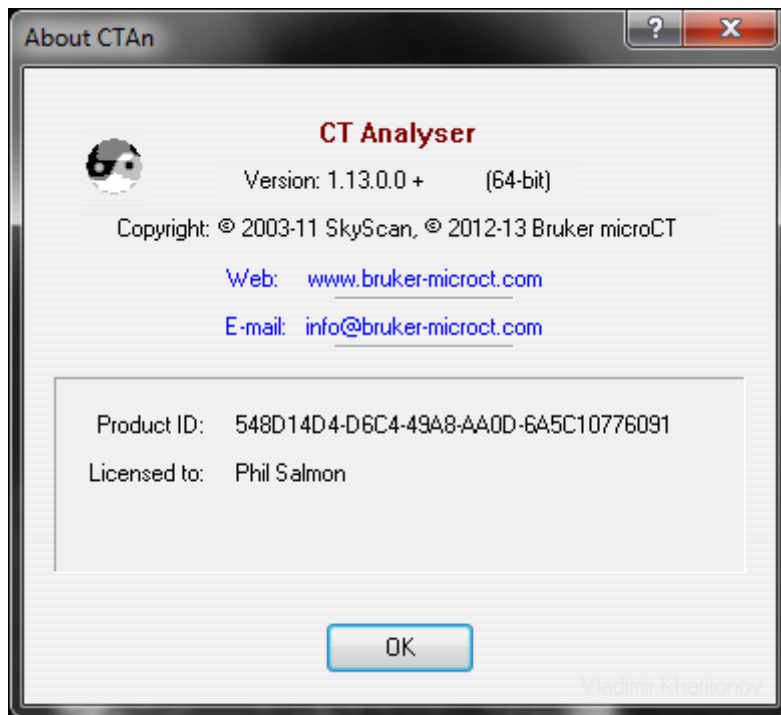 About CTAn
?
CT Analyser
Version: 1.13.0.0 + (64-bit)
Copyright: © 2003-11 SkyScan, © 2012-13 Bruker microCT
Web: www.bruker-microct.com
E-mail: info@bruker-microct.com
Product ID: 548D14D4-D6C4-49A8-AA0D-6A5C10776091
Licensed to: Phil Salmon
OK
Vladimir Kharitonov